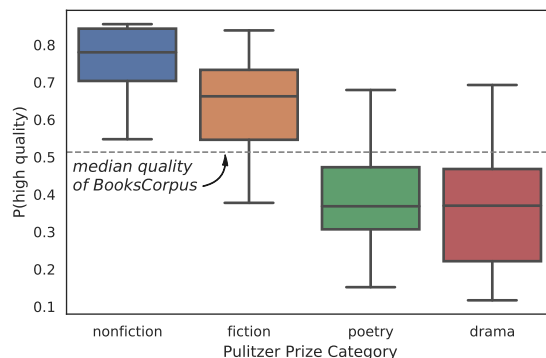 0.8
0.7
0.6
0.5
0.4
0.3
0.2
0.1
P(high quality)
median quality
of BooksCorpus
nonfiction fiction poetry drama
Pulitzer Prize Category